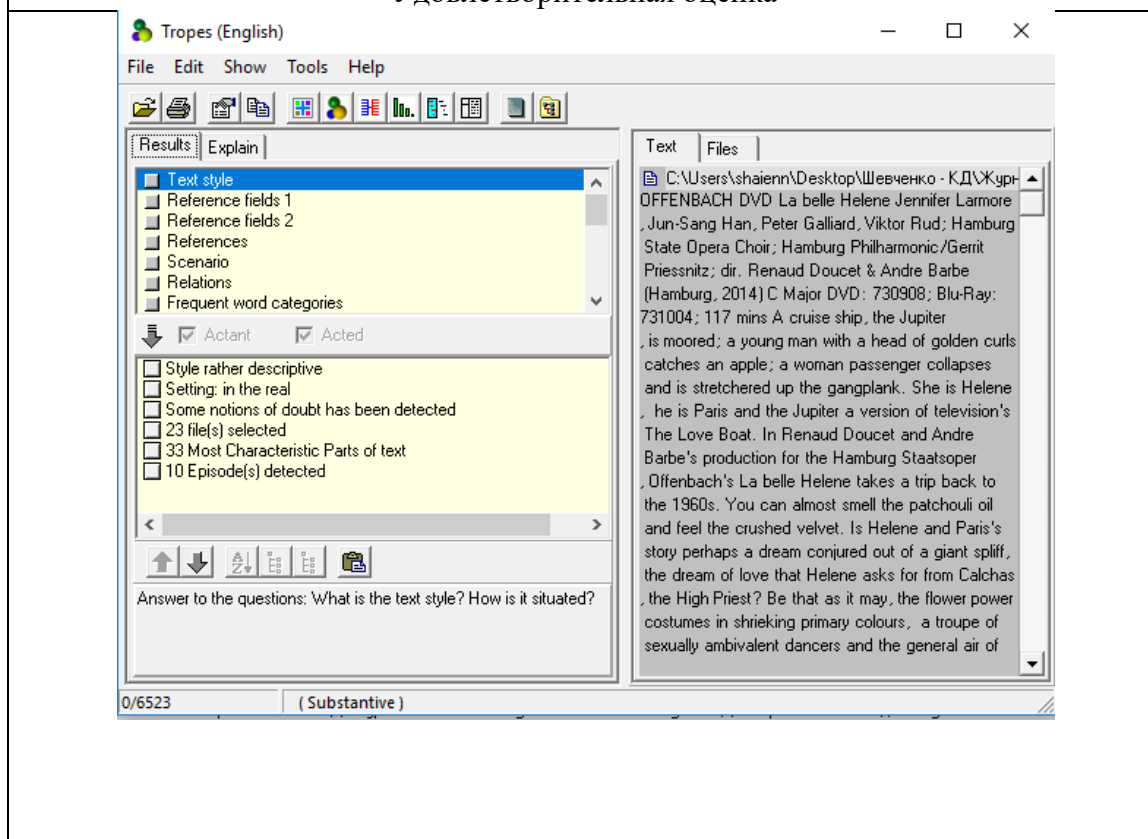 Удовлетворительная оценка
Tropes (English)
File Edit Show Tools Help
Results Explain
Text style
Reference fields 1
Reference fields 2
References
Scenario
Relations
Frequent word categories
Actant Acted
Style rather descriptive
Setting: in the real
Some notions of doubt has been detected
23 file(s) selected
33 Most Characteristic Parts of text
10 Episode(s) detected
Answer to the questions: What is the text style? How is it situated?
Text Files
C:\Users\shaienn\Desktop\Шевченко - КД\Журн
OFFENBACH DVD La belle Helene Jennifer Larmore
, Jun-Sang Han, Peter Galliard, Viktor Rud; Hamburg
State Opera Choir; Hamburg Philharmonic/Gerrit
Priessnitz; dir. Renaud Doucet & Andre Barbe
(Hamburg, 2014) C Major DVD: 730908; Blu-Ray:
731004; 117 mins A cruise ship, the Jupiter
, is moored; a young man with a head of golden curls
catches an apple; a woman passenger collapses
and is stretchered up the gangplank. She is Helene
, he is Paris and the Jupiter a version of television's
The Love Boat. In Renaud Doucet and Andre
Barbe's production for the Hamburg Staatsoper
, Offenbach's La belle Helene takes a trip back to
the 1960s. You can almost smell the patchouli oil
and feel the crushed velvet. Is Helene and Paris's
story perhaps a dream conjured out of a giant spliff,
the dream of love that Helene asks for from Calchas
, the High Priest? Be that as it may, the flower power
costumes in shrieking primary colours, a troupe of
sexually ambivalent dancers and the general air of
0/6523 ( Substantive )